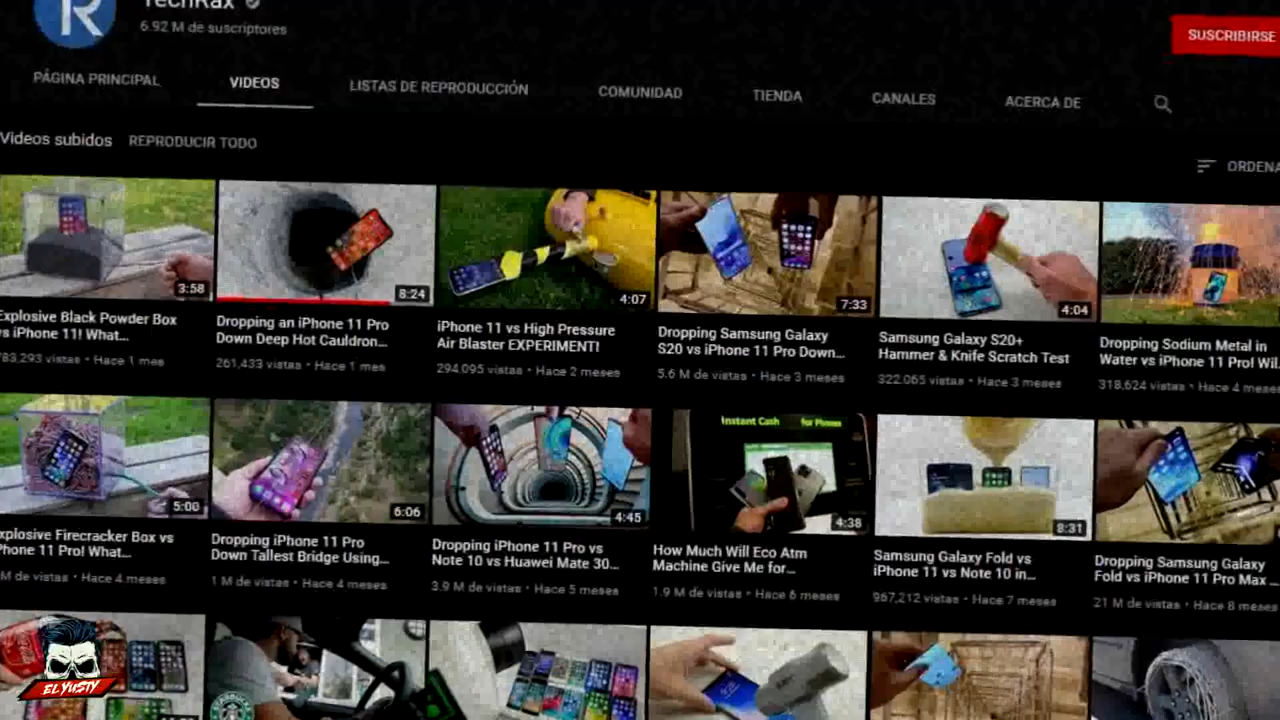 TechRax
6.92 M de suscriptores
SUSCRIBIRSE
PÁGINA PRINCIPAL VIDEOS LISTAS DE REPRODUCCIÓN COMUNIDAD TIENDA CANALES ACERCA DE
Videos subidos REPRODUCIR TODO
ORDENA
3:58 8:24 4:07 7:33 4:04
Explosive Black Powder Box
vs iPhone 11! What...
783,293 vistas • Hace 1 mes
Dropping an iPhone 11 Pro
Down Deep Hot Cauldron...
261,433 vistas • Hace 1 mes
iPhone 11 vs High Pressure
Air Blaster EXPERIMENT!
294,095 vistas • Hace 2 meses
Dropping Samsung Galaxy
S20 vs iPhone 11 Pro Down...
5.6 M de vistas • Hace 3 meses
Samsung Galaxy S20+
Hammer & Knife Scratch Test
322,065 vistas • Hace 3 meses
Dropping Sodium Metal in
Water vs iPhone 11 Pro! Wil
318,624 vistas • Hace 4 meses
Instant Cash for Phones
5:00 6:06 4:45 4:38 8:31
Explosive Firecracker Box vs
iPhone 11 Pro! What...
M de vistas • Hace 4 meses
Dropping iPhone 11 Pro
Down Tallest Bridge Using...
1 M de vistas • Hace 4 meses
Dropping iPhone 11 Pro vs
Note 10 vs Huawei Mate 30...
3.9 M de vistas • Hace 5 meses
How Much Will Eco Atm
Machine Give Me for...
1.9 M de vistas • Hace 6 meses
Samsung Galaxy Fold vs
iPhone 11 vs Note 10 in...
967,212 vistas • Hace 7 meses
Dropping Samsung Galaxy
Fold vs iPhone 11 Pro Max ...
21 M de vistas • Hace 8 meses
EL YUSTY